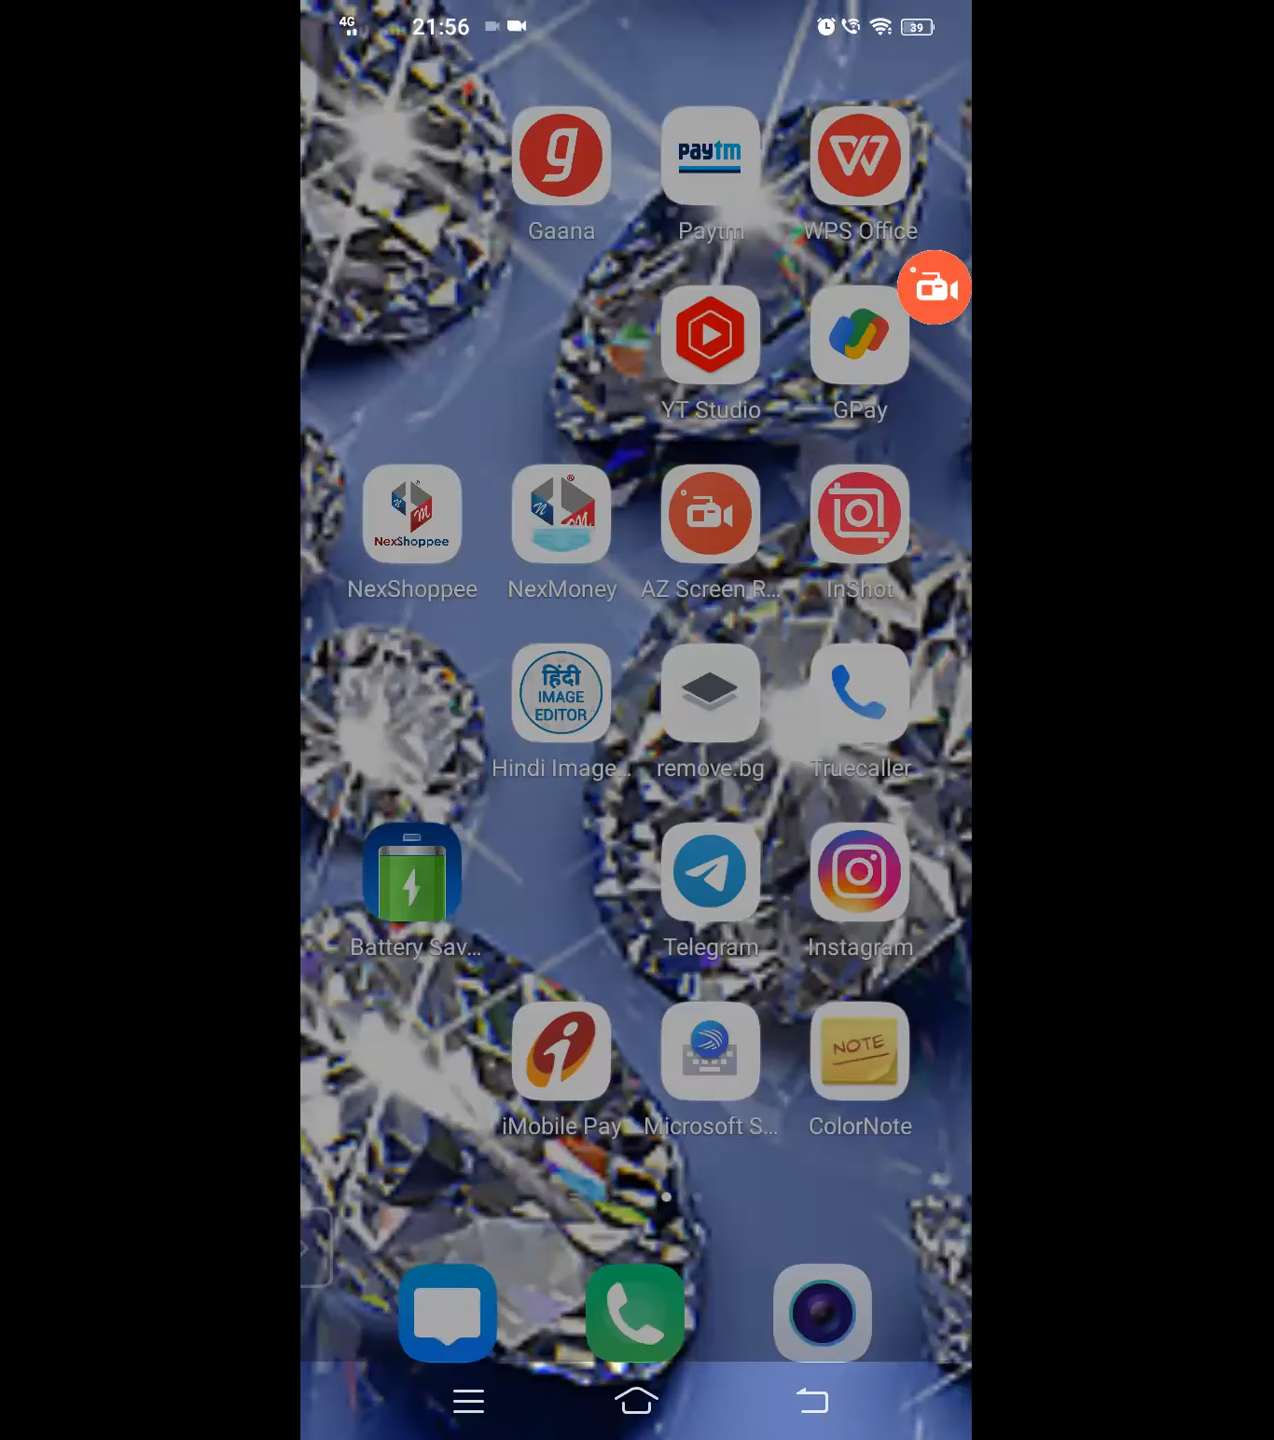 4G 21:56 39
g Paytm W
Gaana Paytm WPS Office
YT Studio GPay
n m NexShoppee n m
NexShoppee NexMoney AZ Screen R... InShot
हिंदी
IMAGE
EDITOR
Hindi Image... remove.bg Truecaller
Battery Sav... Telegram Instagram
i NOTE
iMobile Pay Microsoft S... ColorNote